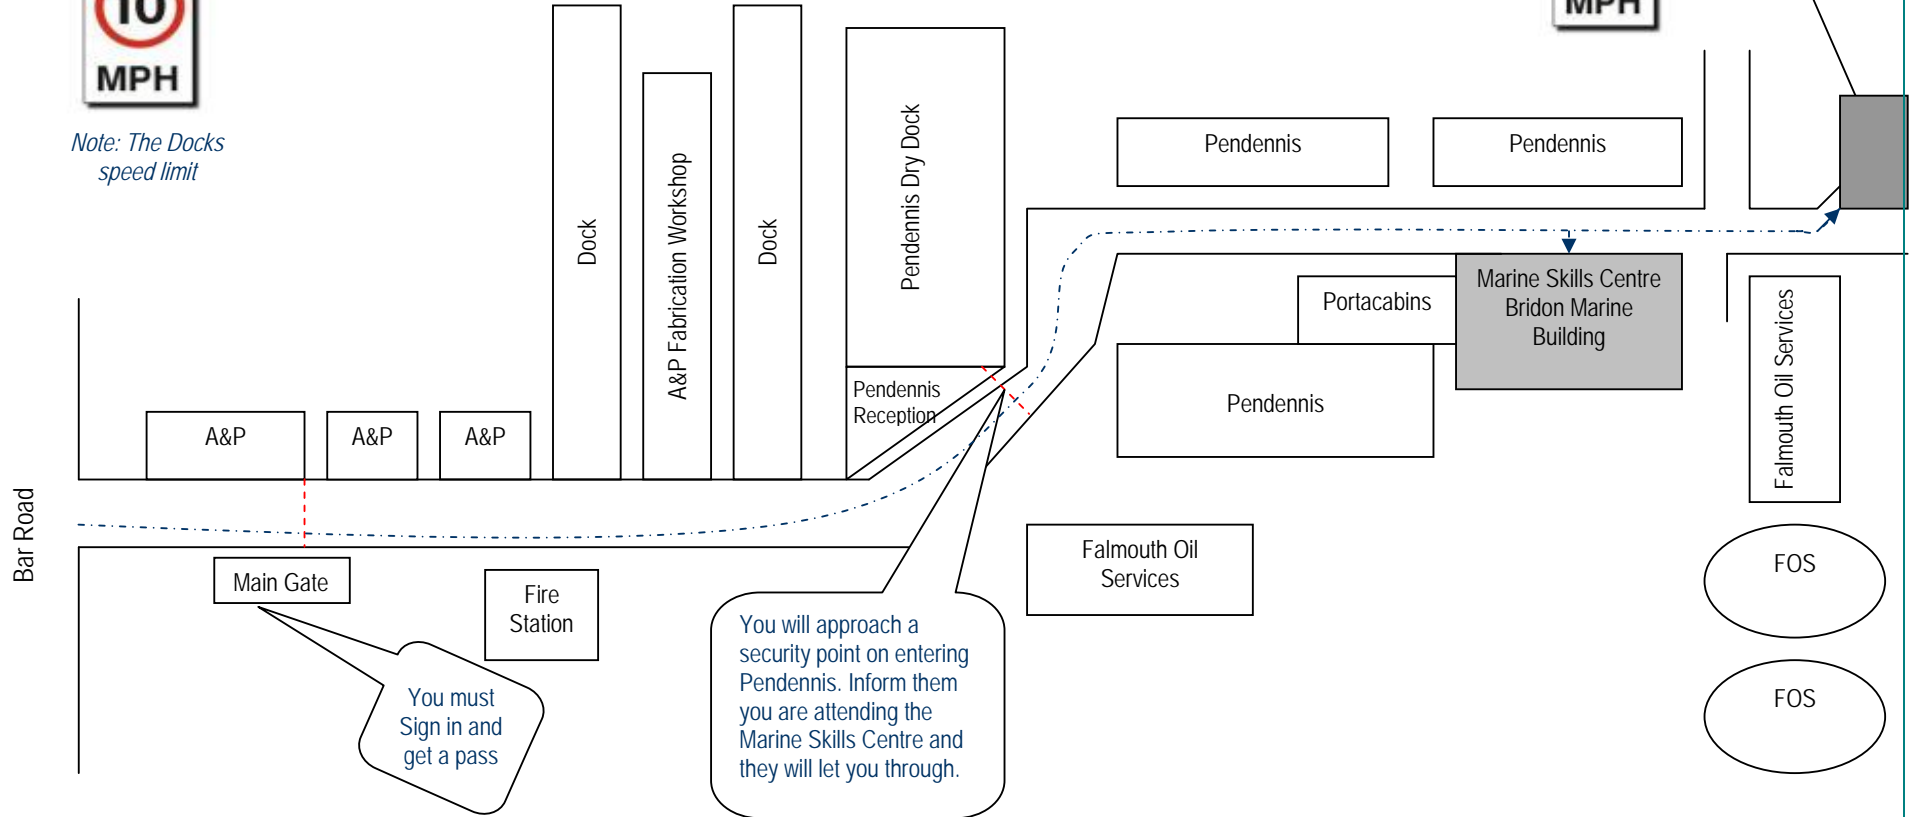 10
MPH
MPH
Note: The Docks
speed limit
Dock
A&P Fabrication Workshop
Dock
Pendennis Dry Dock
Pendennis
Pendennis
Marine Skills Centre
Bridon Marine
Building
Portacabins
Pendennis
Falmouth Oil Services
Pendennis
Reception
A&P
A&P
A&P
Bar Road
Main Gate
Fire
Station
Falmouth Oil
Services
FOS
FOS
You must
Sign in and
get a pass
You will approach a
security point on entering
Pendennis. Inform them
you are attending the
Marine Skills Centre and
they will let you through.